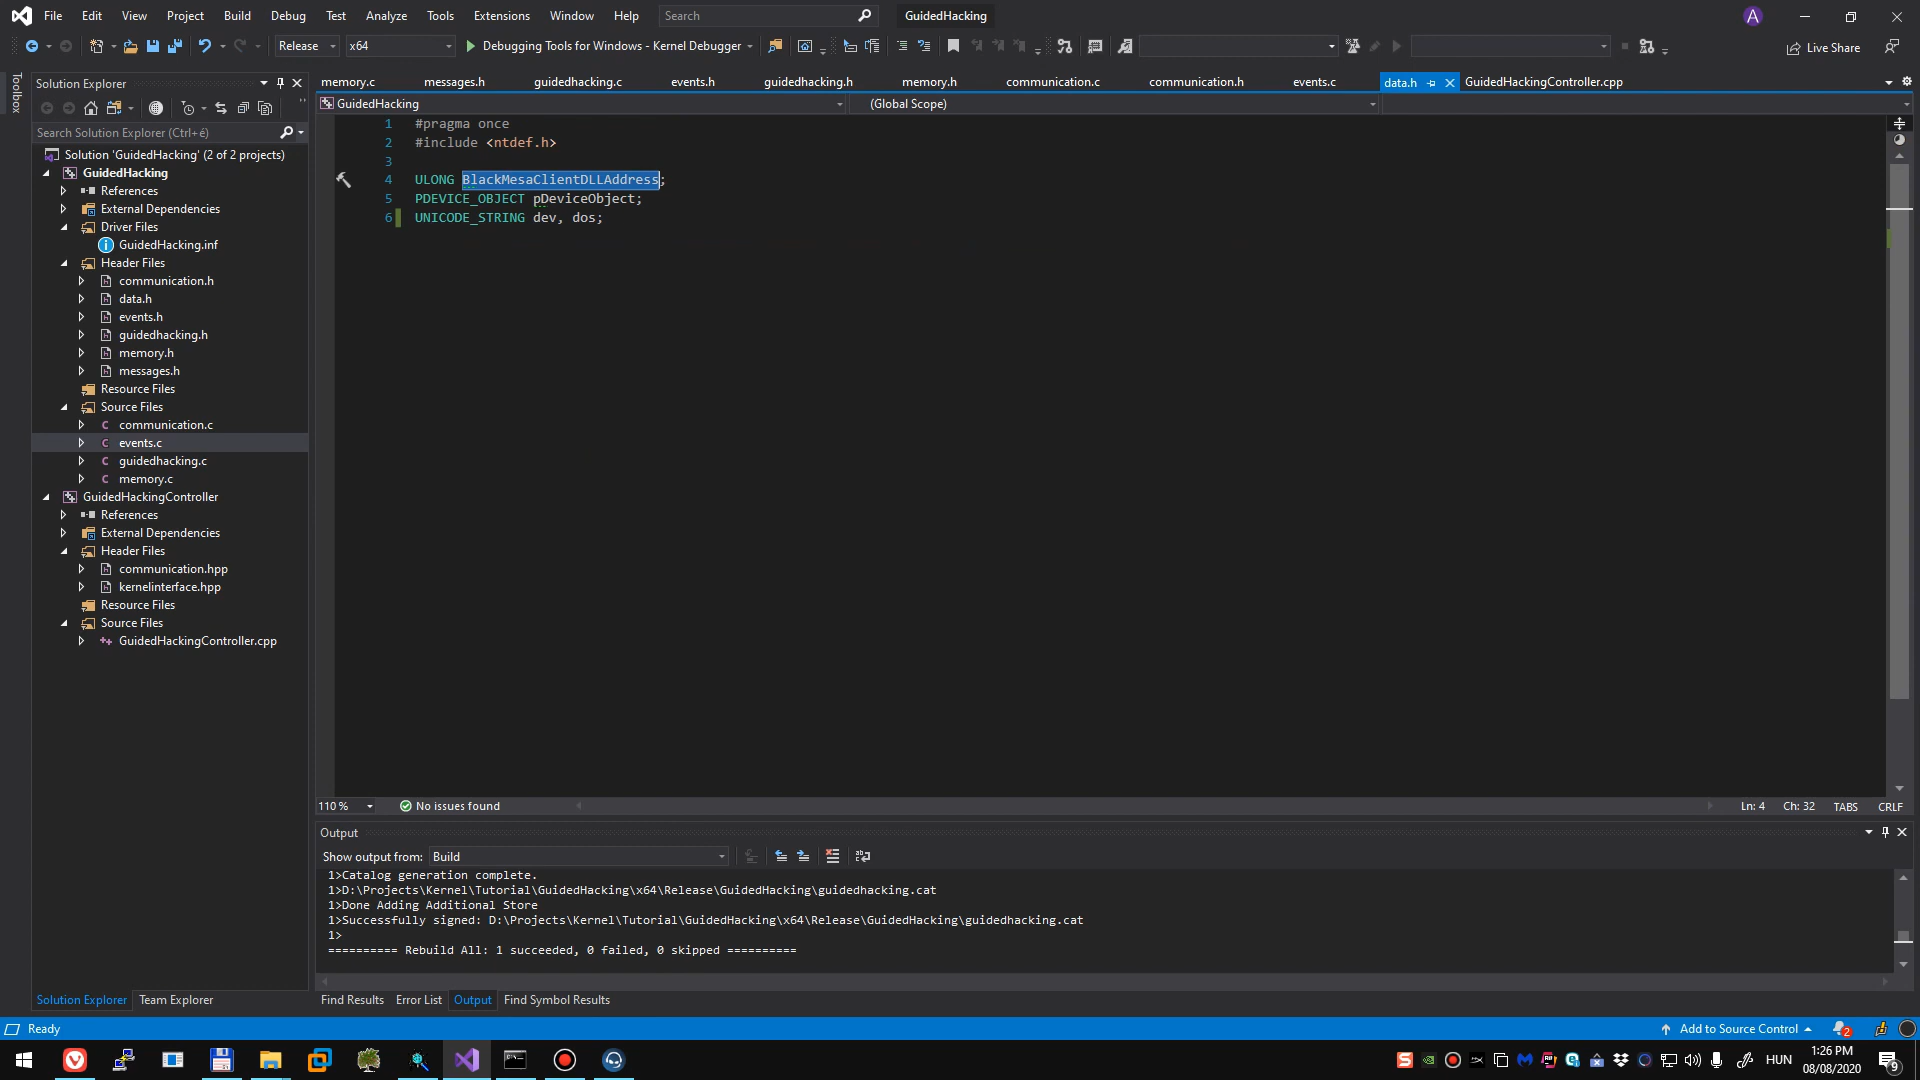 File Edit View Project Build Debug Test Analyze Tools Extensions Window Help Search GuidedHacking A
Release x64 Debugging Tools for Windows - Kernel Debugger Live Share
Toolbox
Solution Explorer
Search Solution Explorer (Ctrl+é)
Solution 'GuidedHacking' (2 of 2 projects)
GuidedHacking
References
External Dependencies
Driver Files
GuidedHacking.inf
Header Files
communication.h
data.h
events.h
guidedhacking.h
memory.h
messages.h
Resource Files
Source Files
communication.c
events.c
guidedhacking.c
memory.c
GuidedHackingController
References
External Dependencies
Header Files
communication.hpp
kernelinterface.hpp
Resource Files
Source Files
GuidedHackingController.cpp
Solution Explorer Team Explorer
memory.c messages.h guidedhacking.c events.h guidedhacking.h memory.h communication.c communication.h events.c data.h GuidedHackingController.cpp
GuidedHacking (Global Scope)
1 #pragma once
2 #include <ntdef.h>
3
4 ULONG BlackMesaClientDLLAddress;
5 PDEVICE_OBJECT pDeviceObject;
6 UNICODE_STRING dev, dos;
110 % No issues found Ln: 4 Ch: 32 TABS CRLF
Output
Show output from: Build
1>Catalog generation complete.
1>D:\Projects\Kernel\Tutorial\GuidedHacking\x64\Release\GuidedHacking\guidedhacking.cat
1>Done Adding Additional Store
1>Successfully signed: D:\Projects\Kernel\Tutorial\GuidedHacking\x64\Release\GuidedHacking\guidedhacking.cat
1>
========== Rebuild All: 1 succeeded, 0 failed, 0 skipped ==========
Find Results Error List Output Find Symbol Results
Ready Add to Source Control 2
HUN 1:26 PM
08/08/2020 9